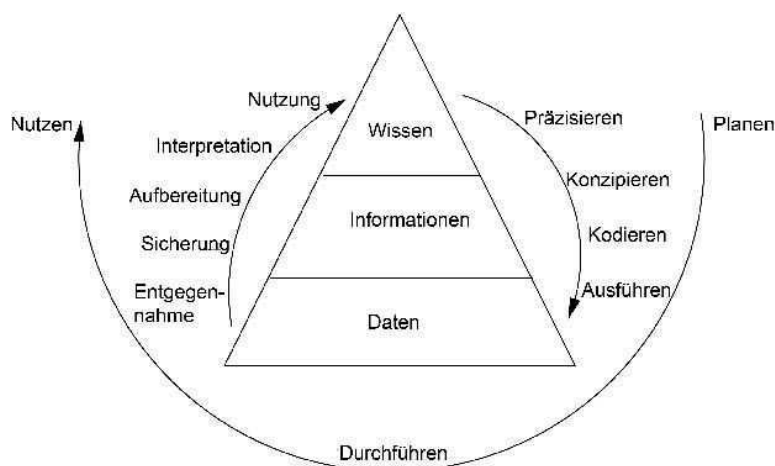 Nutzung
Präzisieren
Nutzen
Wissen
Planen
Interpretation
Konzipieren
Aufbereitung
Informationen
Kodieren
Sicherung
Ausführen
Entgegen-
nahme
Daten
Durchführen